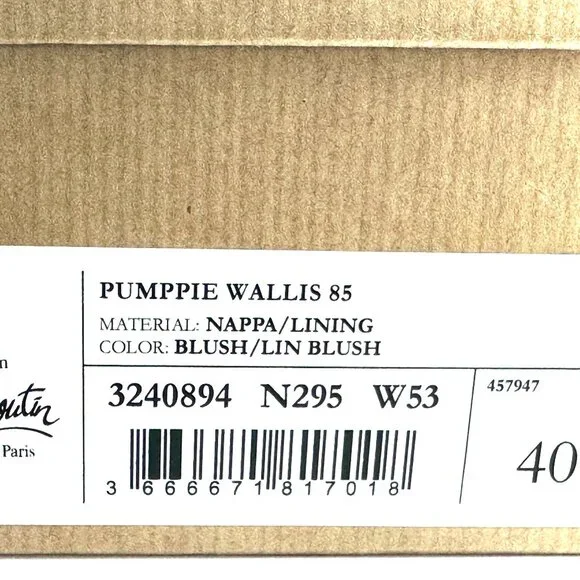 PUMPPIE WALLIS 85
MATERIAL: NAPPA/LINING
COLOR: BLUSH/LIN BLUSH
3240894 N295 W53
3 666671 817018
457947
40
Paris